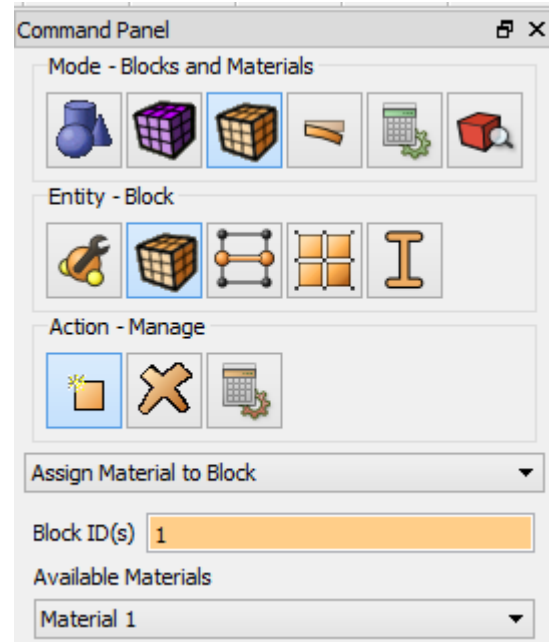 Command Panel
Mode - Blocks and Materials
Entity - Block
Action - Manage
Assign Material to Block
Block ID(s) 1
Available Materials
Material 1